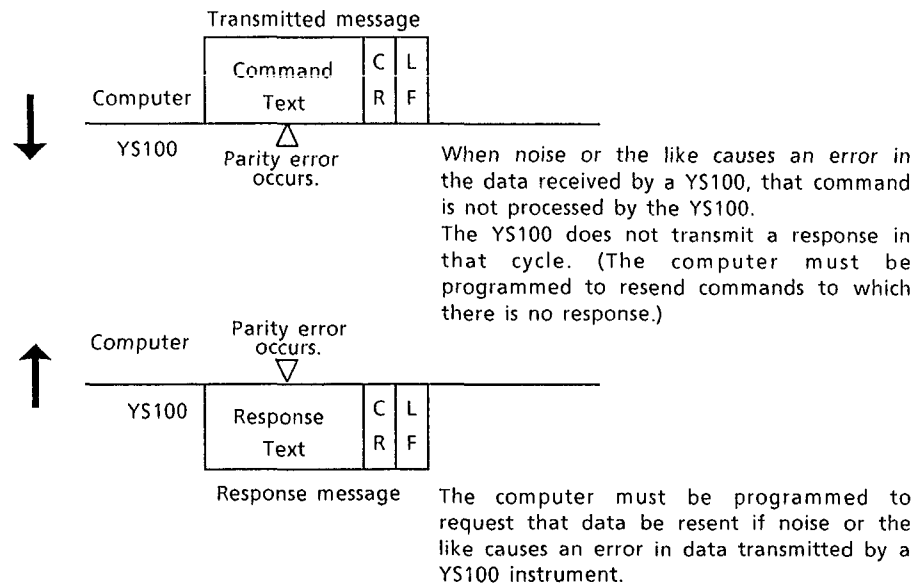 Transmitted message
Command
Text
C
R
L
F
Computer
YS100
Parity error
occurs.
When noise or the like causes an error in
the data received by a YS100, that command
is not processed by the YS100.
The YS100 does not transmit a response in
that cycle. (The computer must be
programmed to resend commands to which
there is no response.)
Computer
Parity error
occurs.
YS100
Response
Text
C
R
L
F
Response message
The computer must be programmed to
request that data be resent if noise or the
like causes an error in data transmitted by a
YS100 instrument.